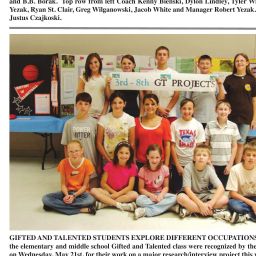 and B.B. Borak. Top row from left Coach Kenny Bienski, Dylon Lindley, Tyler W
Yezak, Ryan St. Clair, Greg Wilganowski, Jacob White and Manager Robert Yezak.
Justus Czajkoski.
3rd-8th GT PROJECTS
TEXAS
GIFTED AND TALENTED STUDENTS EXPLORE DIFFERENT OCCUPATIONS
the elementary and middle school Gifted and Talented class were recognized by the
on Wednesday, May 21st, for their work on a major research/interview project this